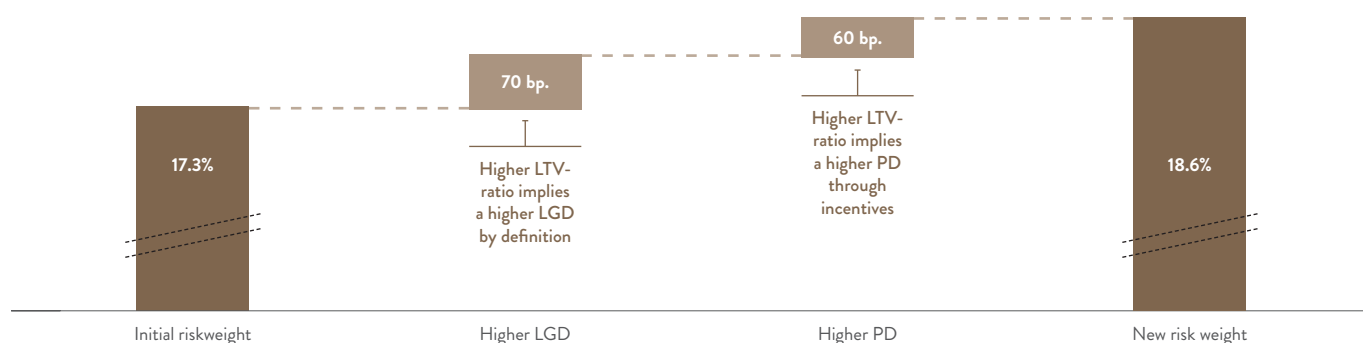 60 bp.
70 bp.
Higher LTV-
ratio implies
a higher PD
through
incentives
17.3%
Higher LTV-
ratio implies
a higher LGD
by definition
18.6%
Initial riskweight
Higher LGD
Higher PD
New risk weight